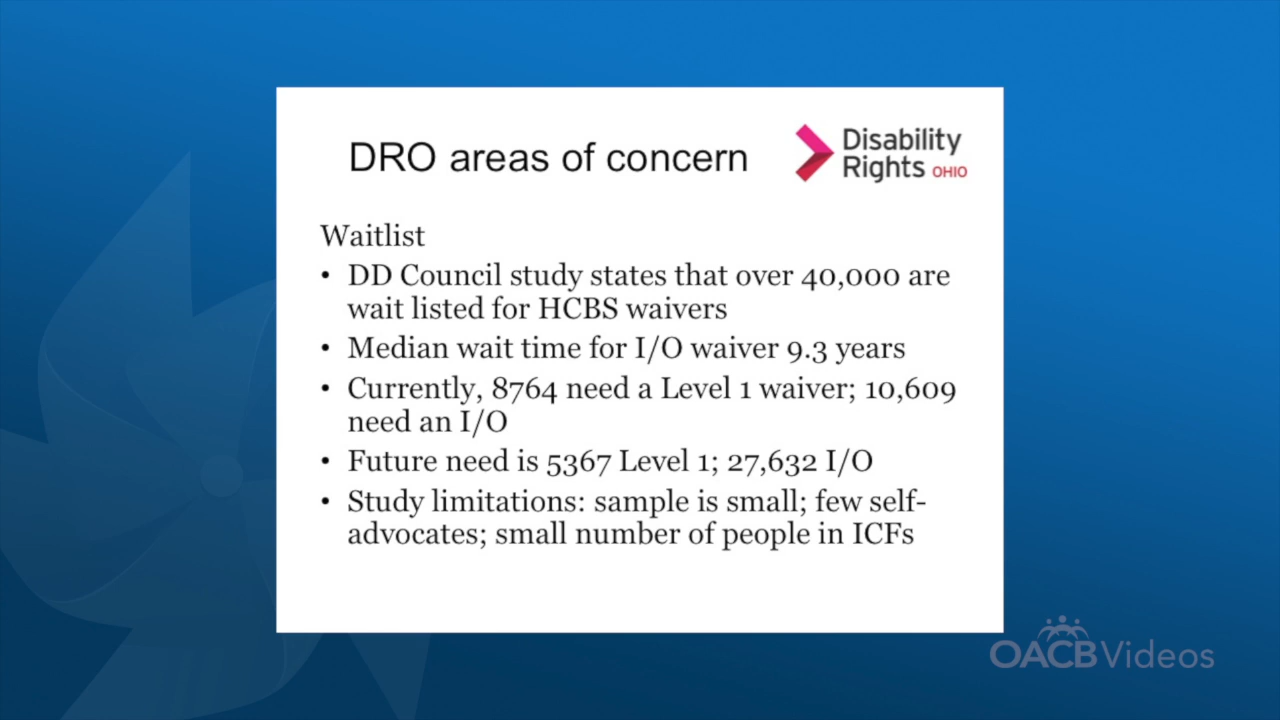 DRO areas of concern
Disability
Rights OHIO
Waitlist
• DD Council study states that over 40,000 are
wait listed for HCBS waivers
• Median wait time for I/O waiver 9.3 years
• Currently, 8764 need a Level 1 waiver; 10,609
need an I/O
• Future need is 5367 Level 1; 27,632 I/O
• Study limitations: sample is small; few self-
advocates; small number of people in ICFs
OACBVideos